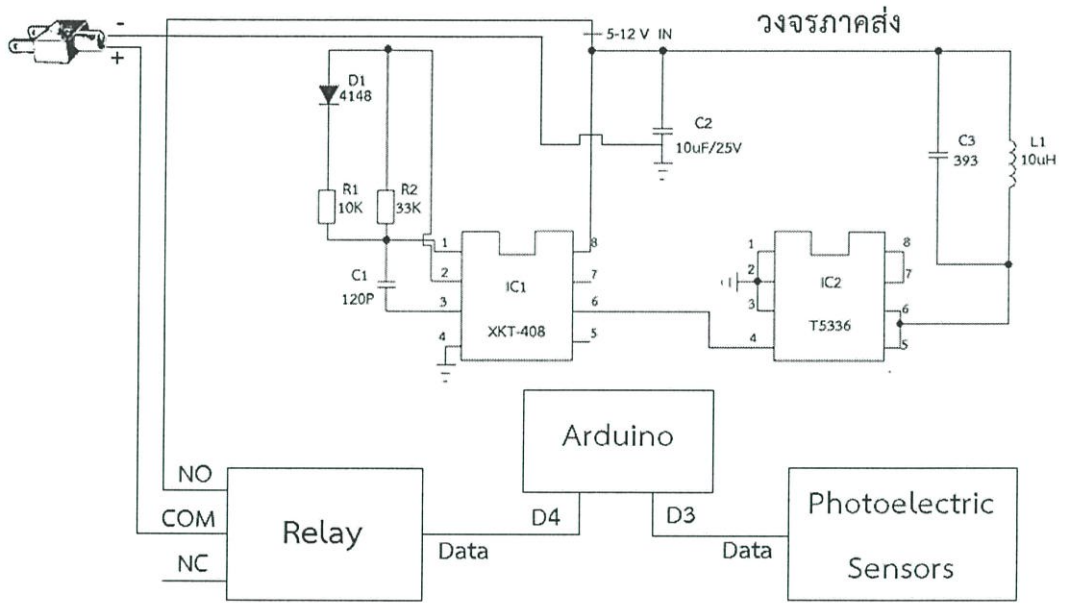 วงจรภาคส่ง
-
+
5-12 V IN
D1
4148
C2
10uF/25V
C3
393
L1
10uH
R1
10K
R2
33K
C1
120P
1
2
3
4
IC1
XKT-408
8
7
6
5
1
2
3
4
IC2
T5336
8
7
6
5
Arduino
D4
D3
NO
COM
NC
Relay
Data
Data
Photoelectric
Sensors